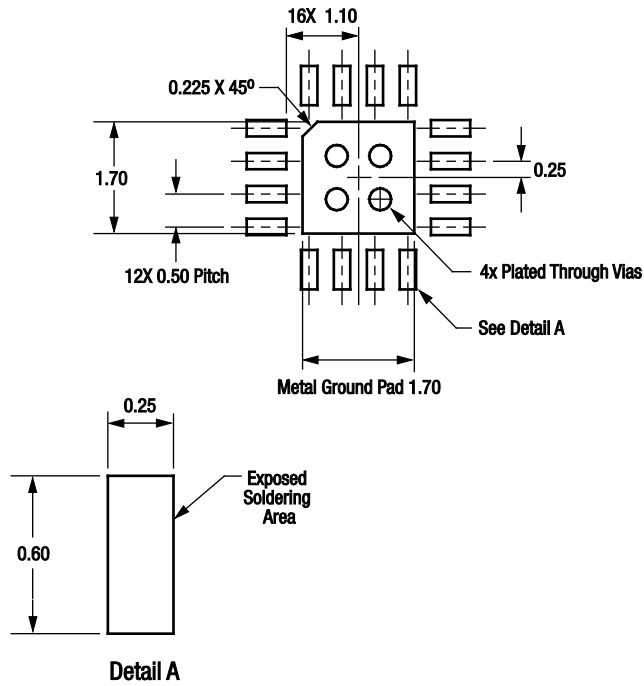 16X 1.10
0.225 X 45º
1.70
0.25
12X 0.50 Pitch
4x Plated Through Vias
See Detail A
Metal Ground Pad 1.70
0.25
Exposed
Soldering
Area
0.60
Detail A